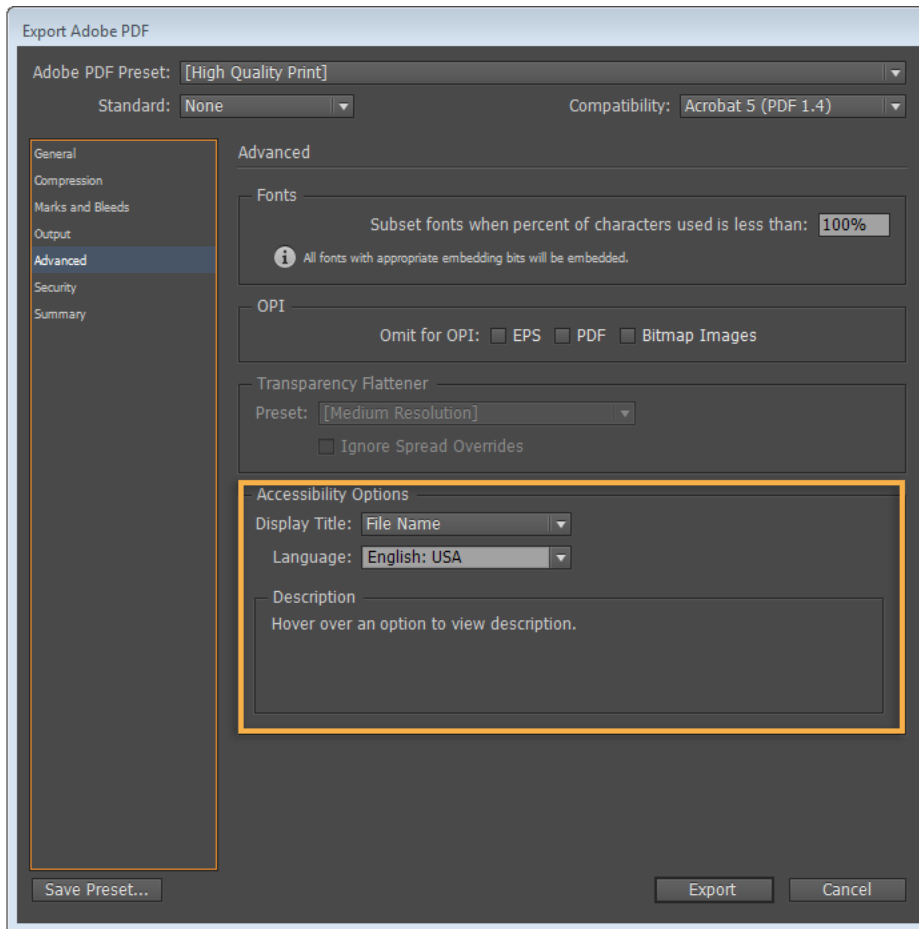 Export Adobe PDF
Adobe PDF Preset: [High Quality Print]
Standard: None Compatibility: Acrobat 5 (PDF 1.4)
General
Compression
Marks and Bleeds
Output
Advanced
Security
Summary
Advanced
Fonts
Subset fonts when percent of characters used is less than: 100%
All fonts with appropriate embedding bits will be embedded.
OPI
Omit for OPI: EPS PDF Bitmap Images
Transparency Flattener
Preset: [Medium Resolution]
Ignore Spread Overrides
Accessibility Options
Display Title: File Name
Language: English: USA
Description
Hover over an option to view description.
Save Preset... Export Cancel